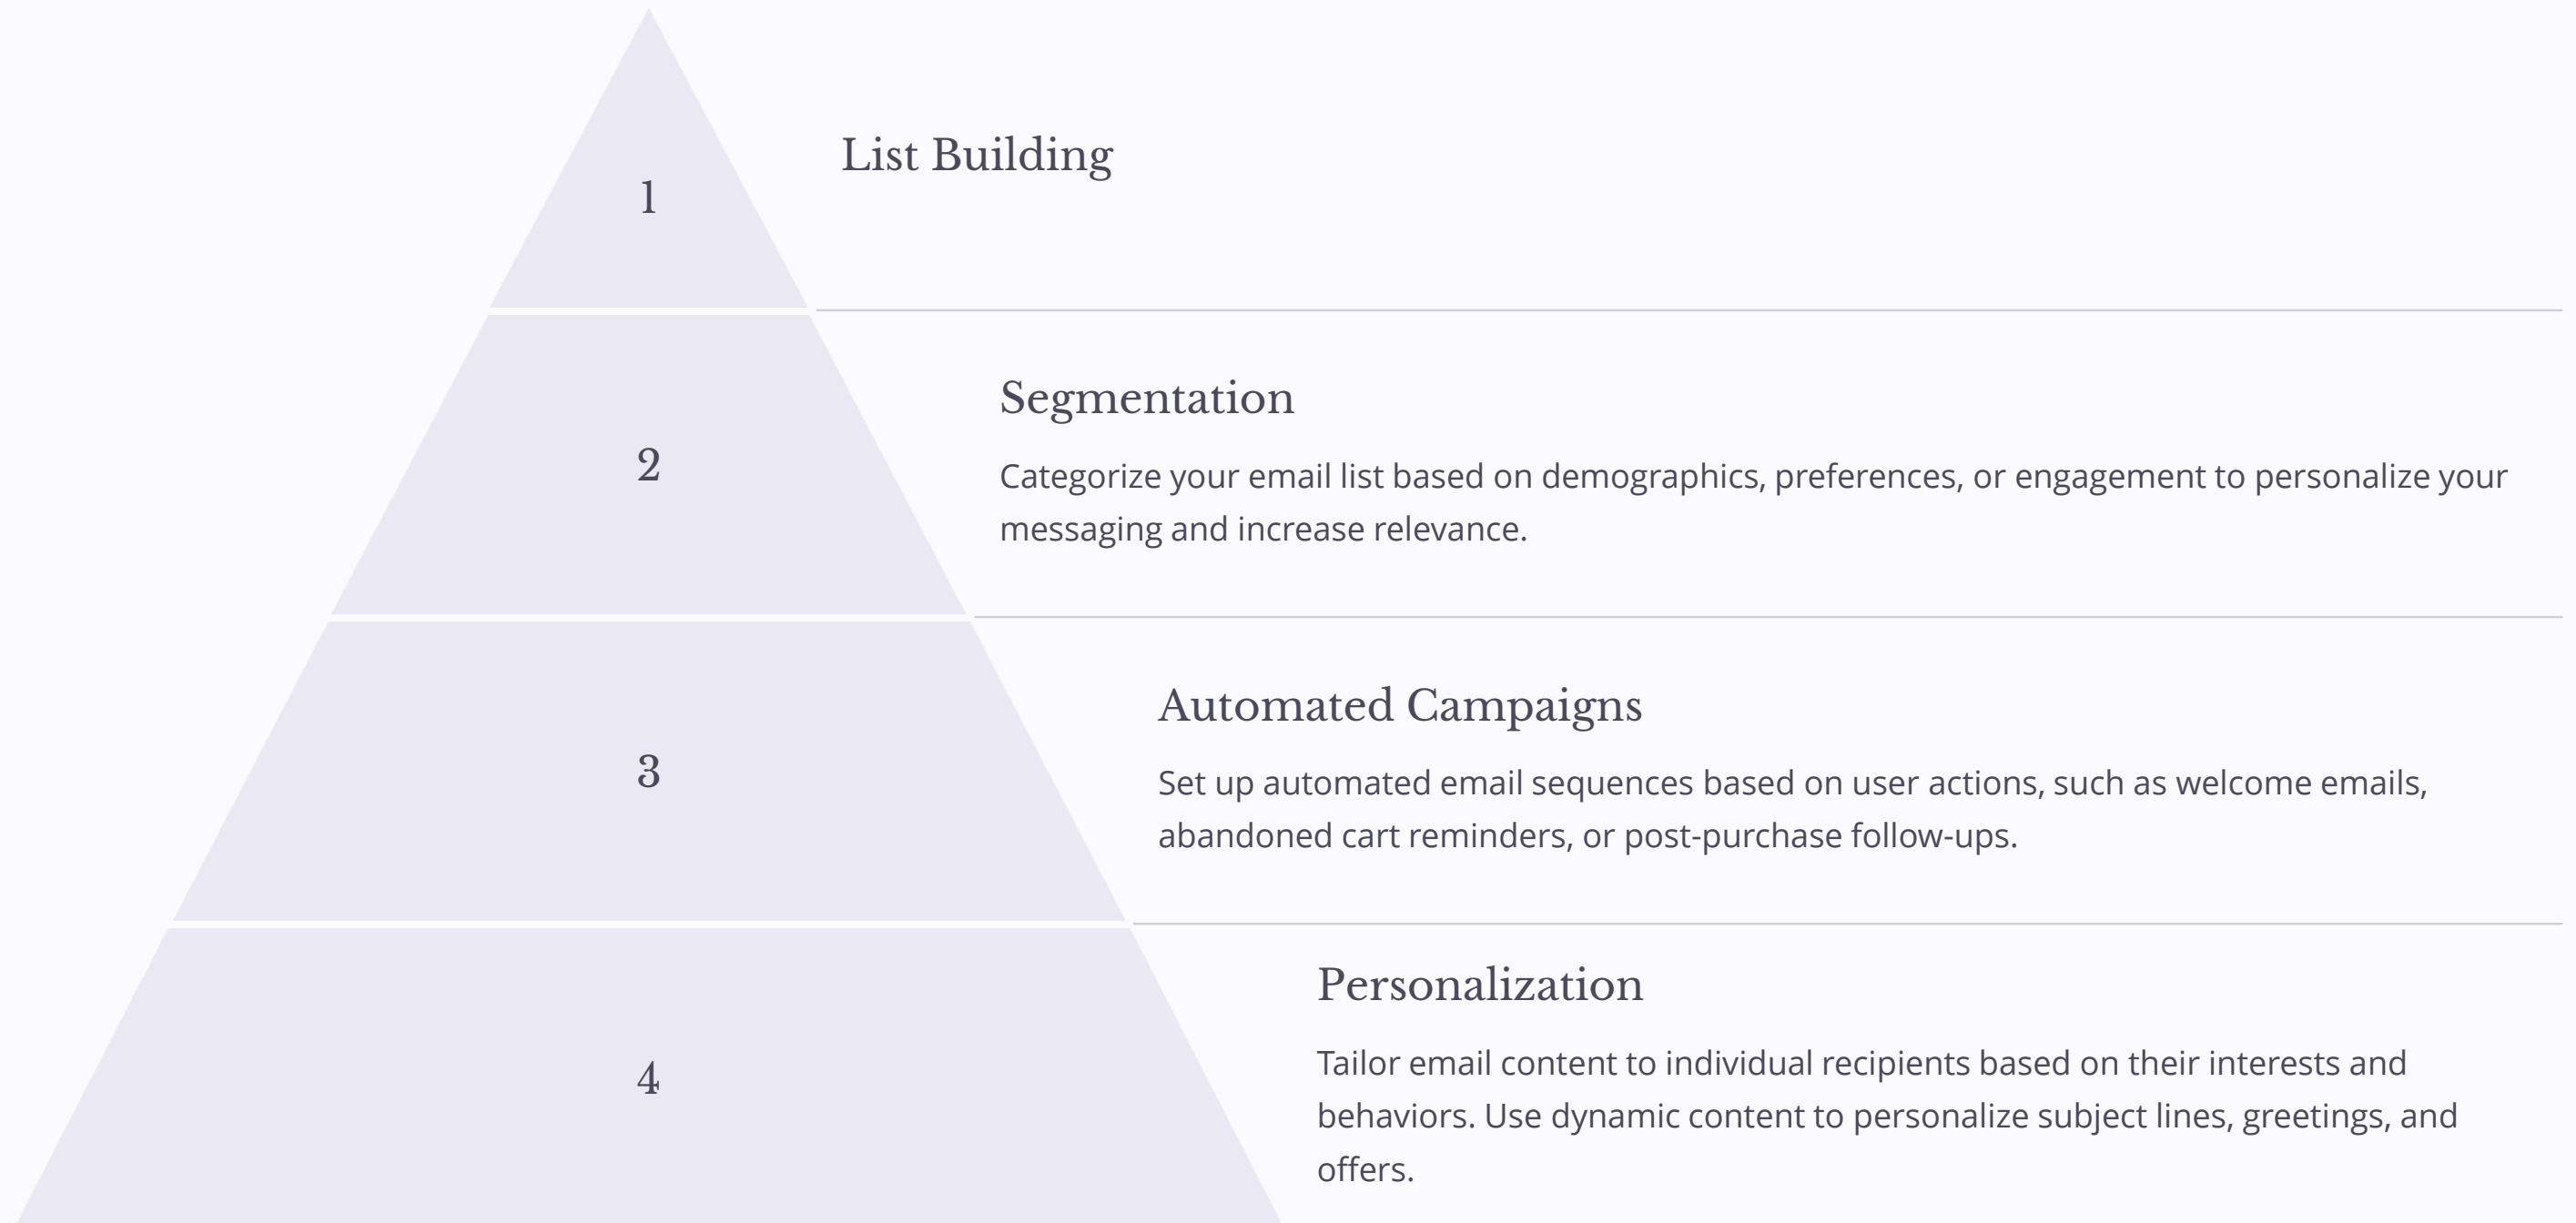 1
List Building
2
Segmentation
Categorize your email list based on demographics, preferences, or engagement to personalize your
messaging and increase relevance.
3
Automated Campaigns
Set up automated email sequences based on user actions, such as welcome emails,
abandoned cart reminders, or post-purchase follow-ups.
4
Personalization
Tailor email content to individual recipients based on their interests and
behaviors. Use dynamic content to personalize subject lines, greetings, and
offers.